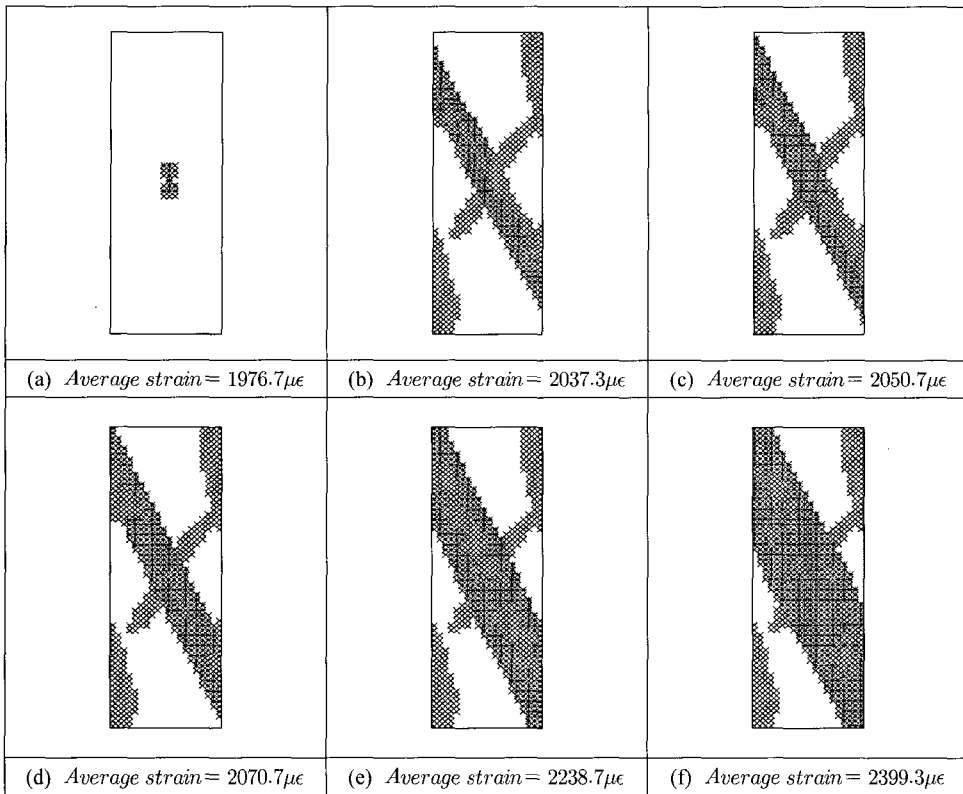 (a) Average strain = 1976.7με
(b) Average strain = 2037.3με
(c) Average strain = 2050.7με
(d) Average strain = 2070.7με
(e) Average strain = 2238.7με
(f) Average strain = 2399.3με